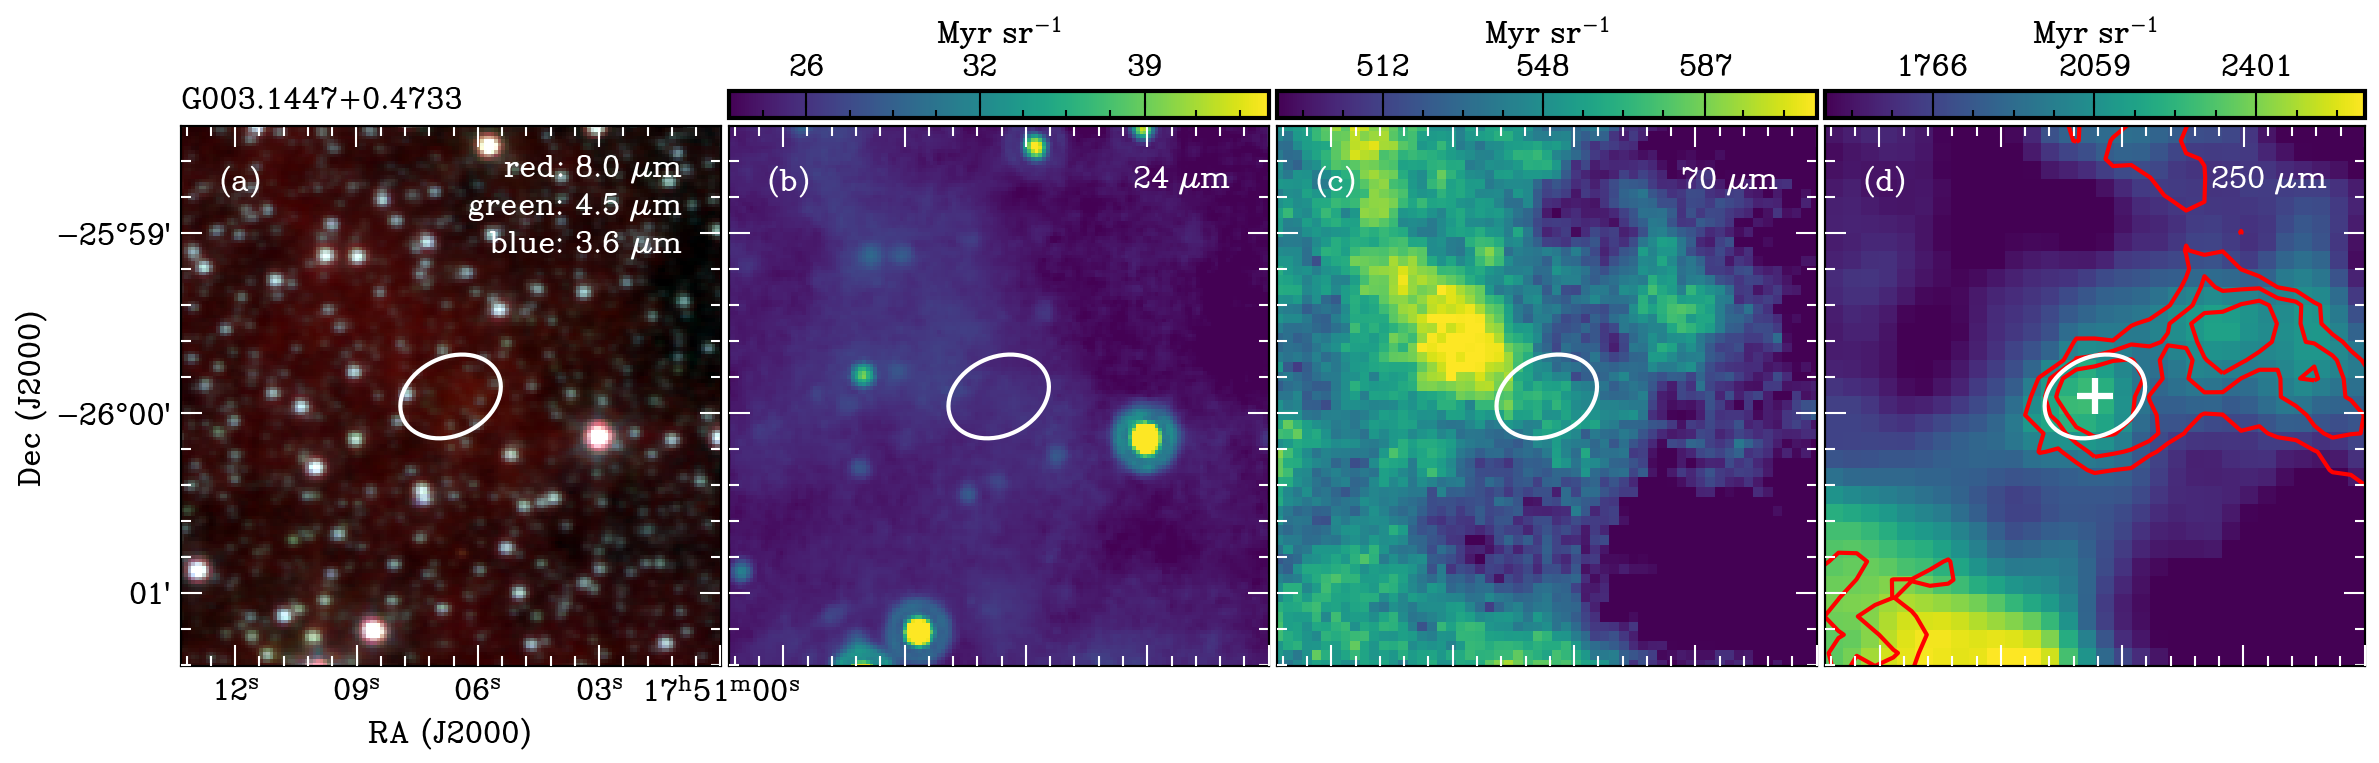 Myr sr⁻¹
Myr sr⁻¹
Myr sr⁻¹
26 32 39
512 548 587
1766 2059 2401
G003.1447+0.4733
(a)
red: 8.0 μm
green: 4.5 μm
blue: 3.6 μm
(b)
24 μm
(c)
70 μm
(d)
250 μm
Dec (J2000)
−25°59'
−26°00'
01'
12ˢ 09ˢ 06ˢ 03ˢ 17ʰ51ᵐ00ˢ
RA (J2000)